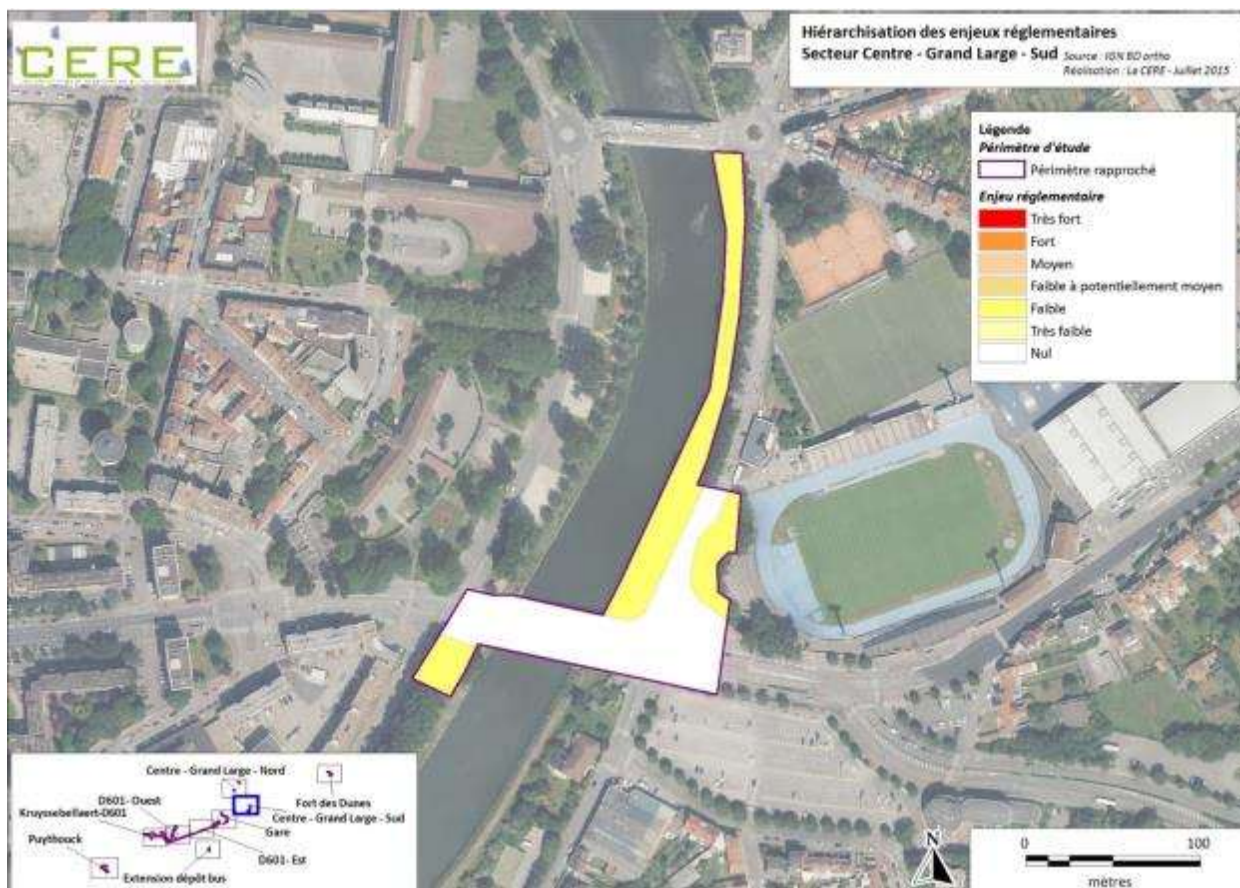 CERE
Hiérarchisation des enjeux réglementaires
Secteur Centre - Grand Large - Sud Source : IGN BD ortho
Réalisation : Le CERE - Juillet 2015
Légende
Périmètre d'étude
Périmètre rapproché
Enjeu réglementaire
Très fort
Fort
Moyen
Faible à potentiellement moyen
Faible
Très faible
Nul
Centre - Grand Large - Nord
Fort des Dunes
D601- Ouest
Kruyssebellaert-D601
Centre - Grand Large - Sud
Gare
Puythouck
D601- Est
Extension dépôt bus
N
0 100
mètres